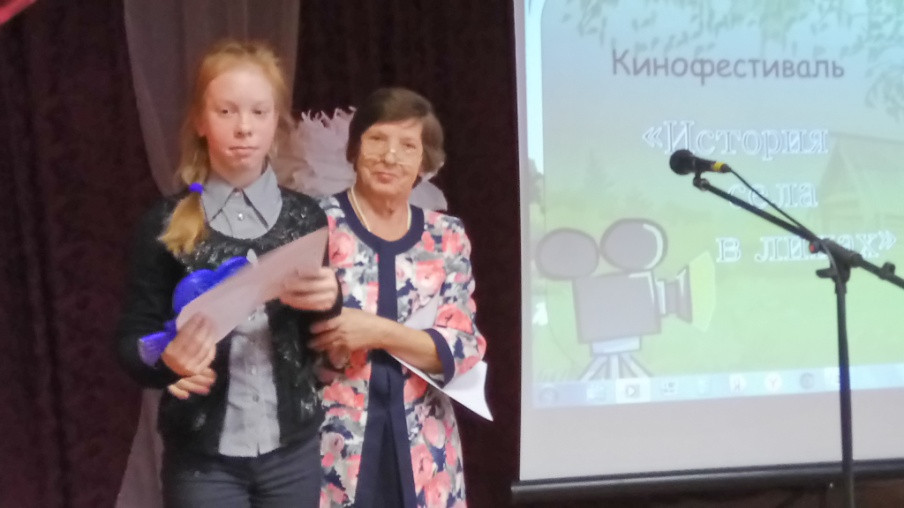 Кинофестиваль
«История
села
в лицах»